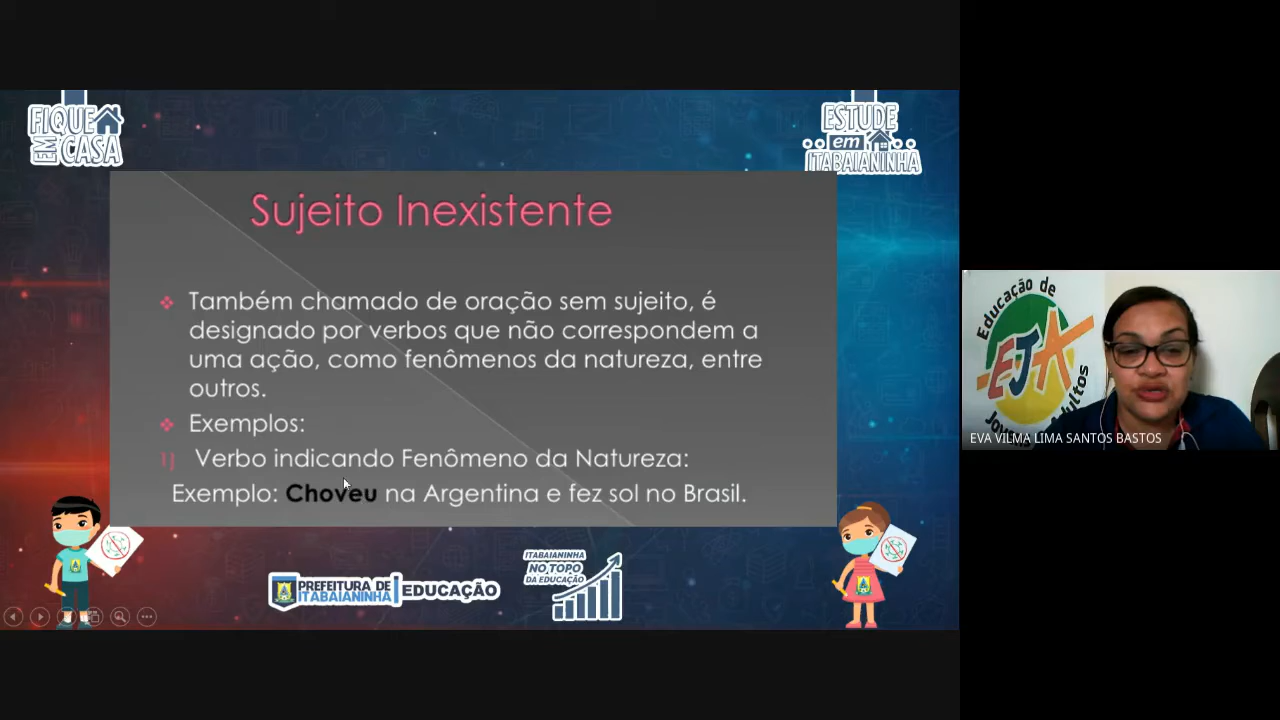 FIQUE
EM CASA
ESTUDE
em
ITABAIANINHA
Sujeito Inexistente
Também chamado de oração sem sujeito, é
designado por verbos que não correspondem a
uma ação, como fenômenos da natureza, entre
outros.
Exemplos:
1) Verbo indicando Fenômeno da Natureza:
Exemplo: Choveu na Argentina e fez sol no Brasil.
PREFEITURA DE
ITABAIANINHA
EDUCAÇÃO
ITABAIANINHA
NO TOPO
DA EDUCAÇÃO
Educação de
EJA
EVA VILMA LIMA SANTOS BASTOS